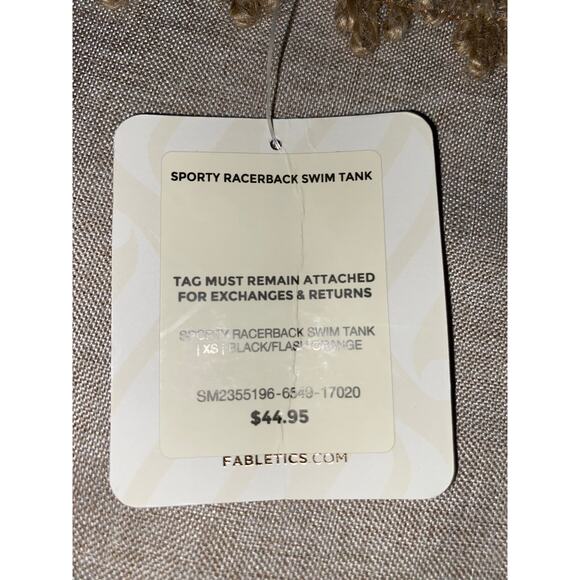 SPORTY RACERBACK SWIM TANK
TAG MUST REMAIN ATTACHED
FOR EXCHANGES & RETURNS
SPORTY RACERBACK SWIM TANK
| XS | BLACK/FLASH ORANGE
SM2355196-6549-17020
$44.95
FABLETICS.COM